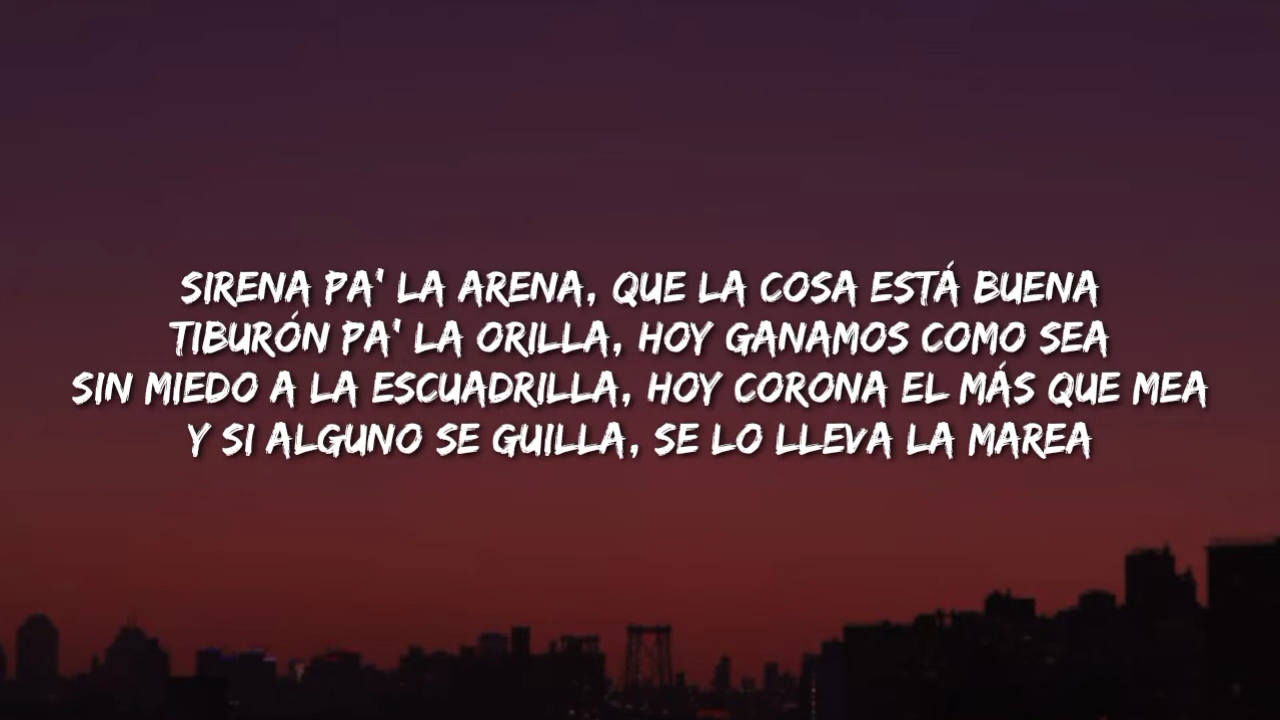 SIRENA PA' LA ARENA, QUE LA COSA ESTÁ BUENA
TIBURÓN PA' LA ORILLA, HOY GANAMOS COMO SEA
SIN MIEDO A LA ESCUADRILLA, HOY CORONA EL MÁS QUE MEA
Y SI ALGUNO SE GUILLA, SE LO LLEVA LA MAREA